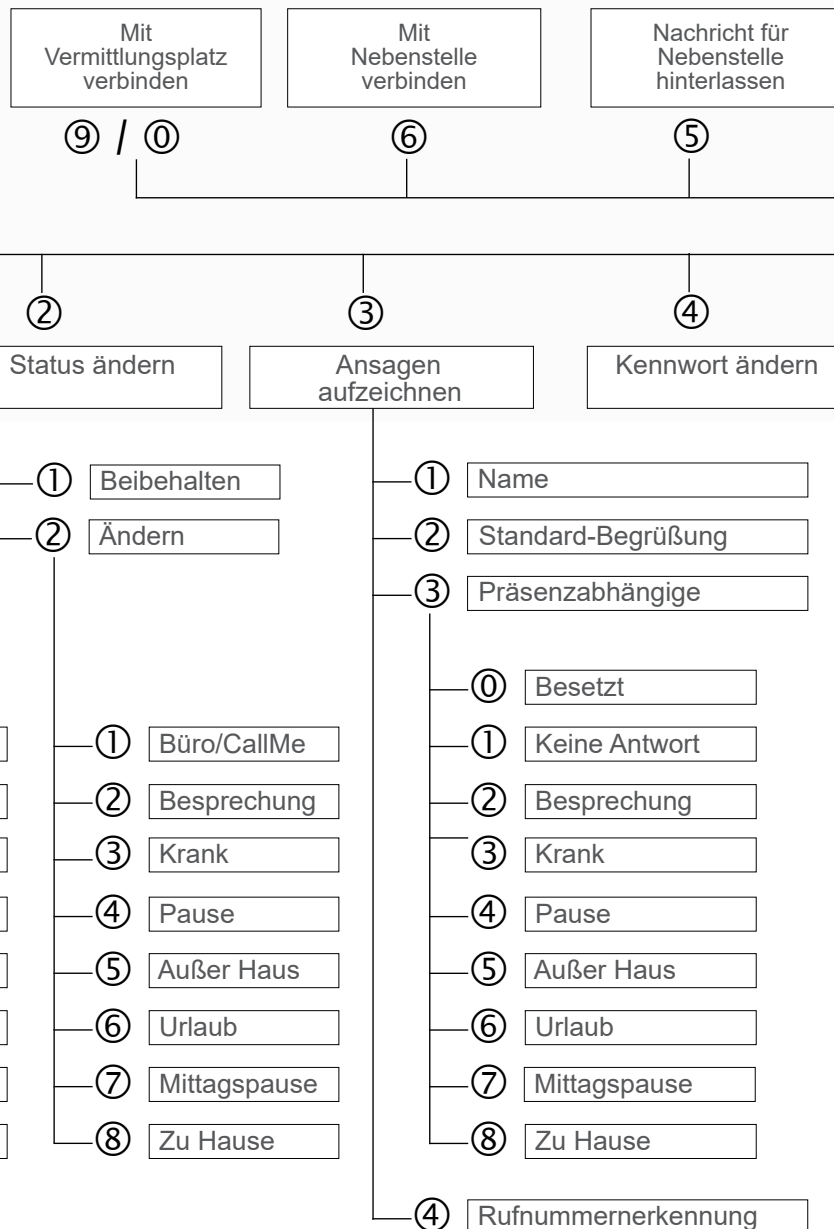 Mit
Vermittlungsplatz
verbinden
Mit
Nebenstelle
verbinden
Nachricht für
Nebenstelle
hinterlassen
⑨ / ⓪
⑥
⑤
②
③
④
Status ändern
Ansagen
aufzeichnen
Kennwort ändern
① Beibehalten
② Ändern
① Büro/CallMe
② Besprechung
③ Krank
④ Pause
⑤ Außer Haus
⑥ Urlaub
⑦ Mittagspause
⑧ Zu Hause
① Name
② Standard-Begrüßung
③ Präsenzabhängige
⓪ Besetzt
① Keine Antwort
② Besprechung
③ Krank
④ Pause
⑤ Außer Haus
⑥ Urlaub
⑦ Mittagspause
⑧ Zu Hause
④ Rufnummernerkennung